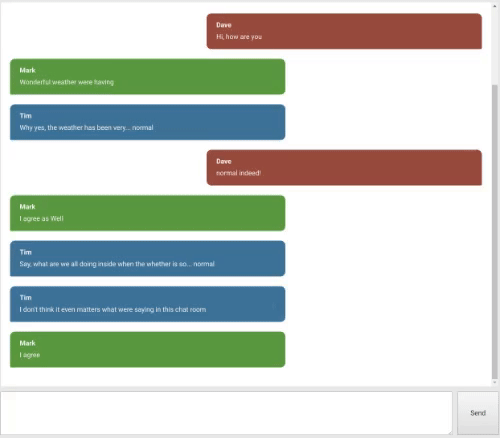 Dave
Hi, how are you
Mark
Wonderful weather were having
Tim
Why yes, the weather has been very... normal
Dave
normal indeed!
Mark
I agree as Well
Tim
Say, what are we all doing inside when the whether is so... normal
Tim
I don't think it even matters what were saying in this chat room
Mark
I agree
Send